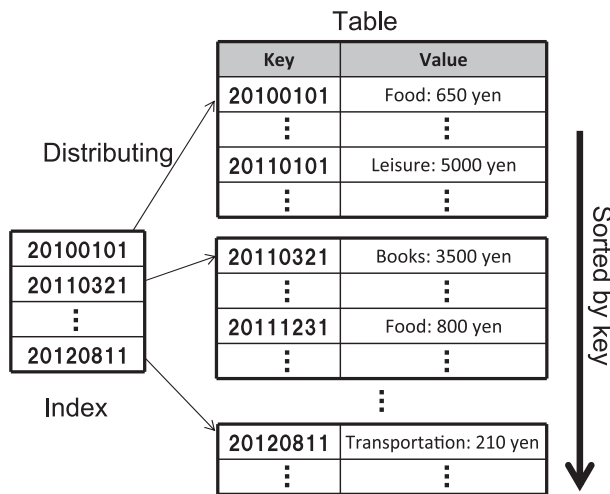 Table
Key Value
20100101 Food: 650 yen
⋮ ⋮
Distributing
20110101 Leisure: 5000 yen
⋮ ⋮
20100101
20110321
⋮
20120811
Index
20110321 Books: 3500 yen
⋮ ⋮
20111231 Food: 800 yen
⋮ ⋮
⋮
20120811 Transportation: 210 yen
⋮ ⋮
Sorted by key